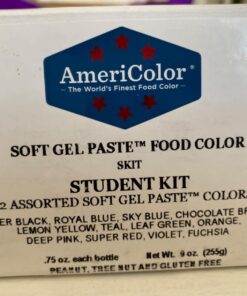 AmeriColor®
The World's Finest Food Color
SOFT GEL PASTE™ FOOD COLOR
SKIT
STUDENT KIT
2 ASSORTED SOFT GEL PASTE™ COLOR
ER BLACK, ROYAL BLUE, SKY BLUE, CHOCOLATE BR
LEMON YELLOW, TEAL, LEAF GREEN, ORANGE,
DEEP PINK, SUPER RED, VIOLET, FUCHSIA
.75 oz. each bottle Net Wt. 9 oz. (255g)
PEANUT, TREE NUT AND GLUTEN FREE